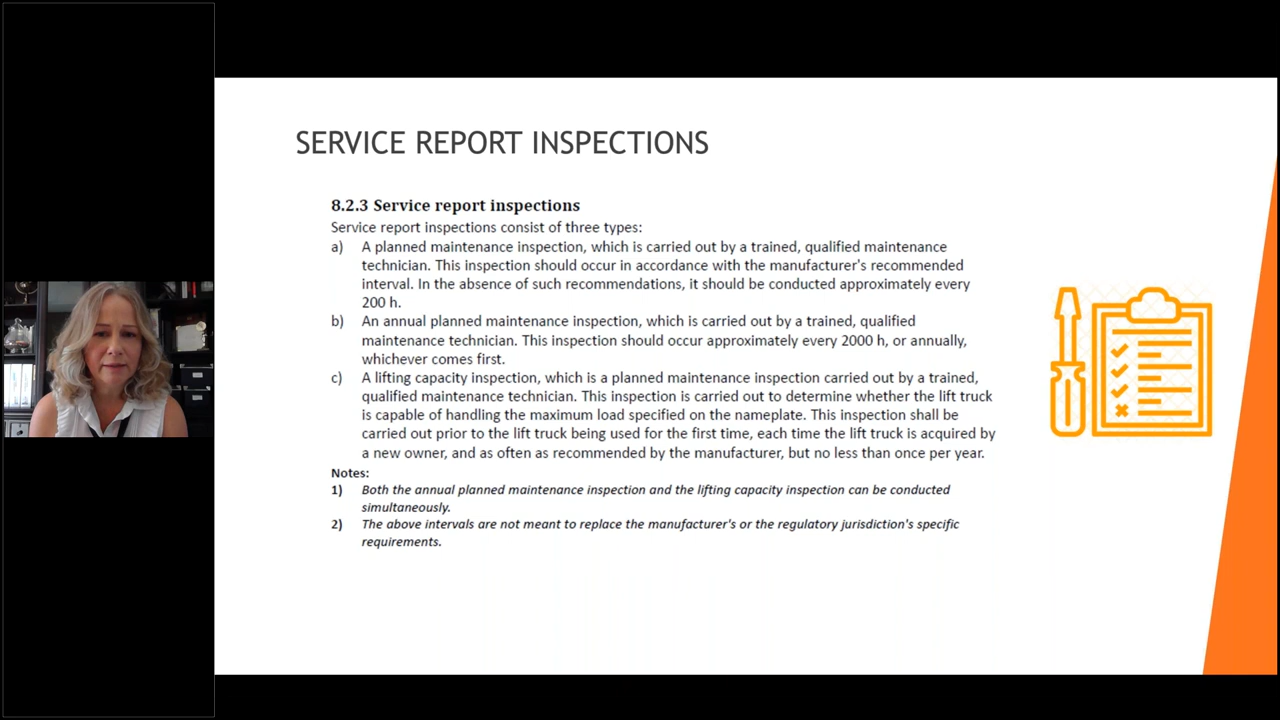 SERVICE REPORT INSPECTIONS
8.2.3 Service report inspections
Service report inspections consist of three types:
a) A planned maintenance inspection, which is carried out by a trained, qualified maintenance
technician. This inspection should occur in accordance with the manufacturer's recommended
interval. In the absence of such recommendations, it should be conducted approximately every
200 h.
b) An annual planned maintenance inspection, which is carried out by a trained, qualified
maintenance technician. This inspection should occur approximately every 2000 h, or annually,
whichever comes first.
c) A lifting capacity inspection, which is a planned maintenance inspection carried out by a trained,
qualified maintenance technician. This inspection is carried out to determine whether the lift truck
is capable of handling the maximum load specified on the nameplate. This inspection shall be
carried out prior to the lift truck being used for the first time, each time the lift truck is acquired by
a new owner, and as often as recommended by the manufacturer, but no less than once per year.
Notes:
1) Both the annual planned maintenance inspection and the lifting capacity inspection can be conducted
simultaneously.
2) The above intervals are not meant to replace the manufacturer's or the regulatory jurisdiction's specific
requirements.